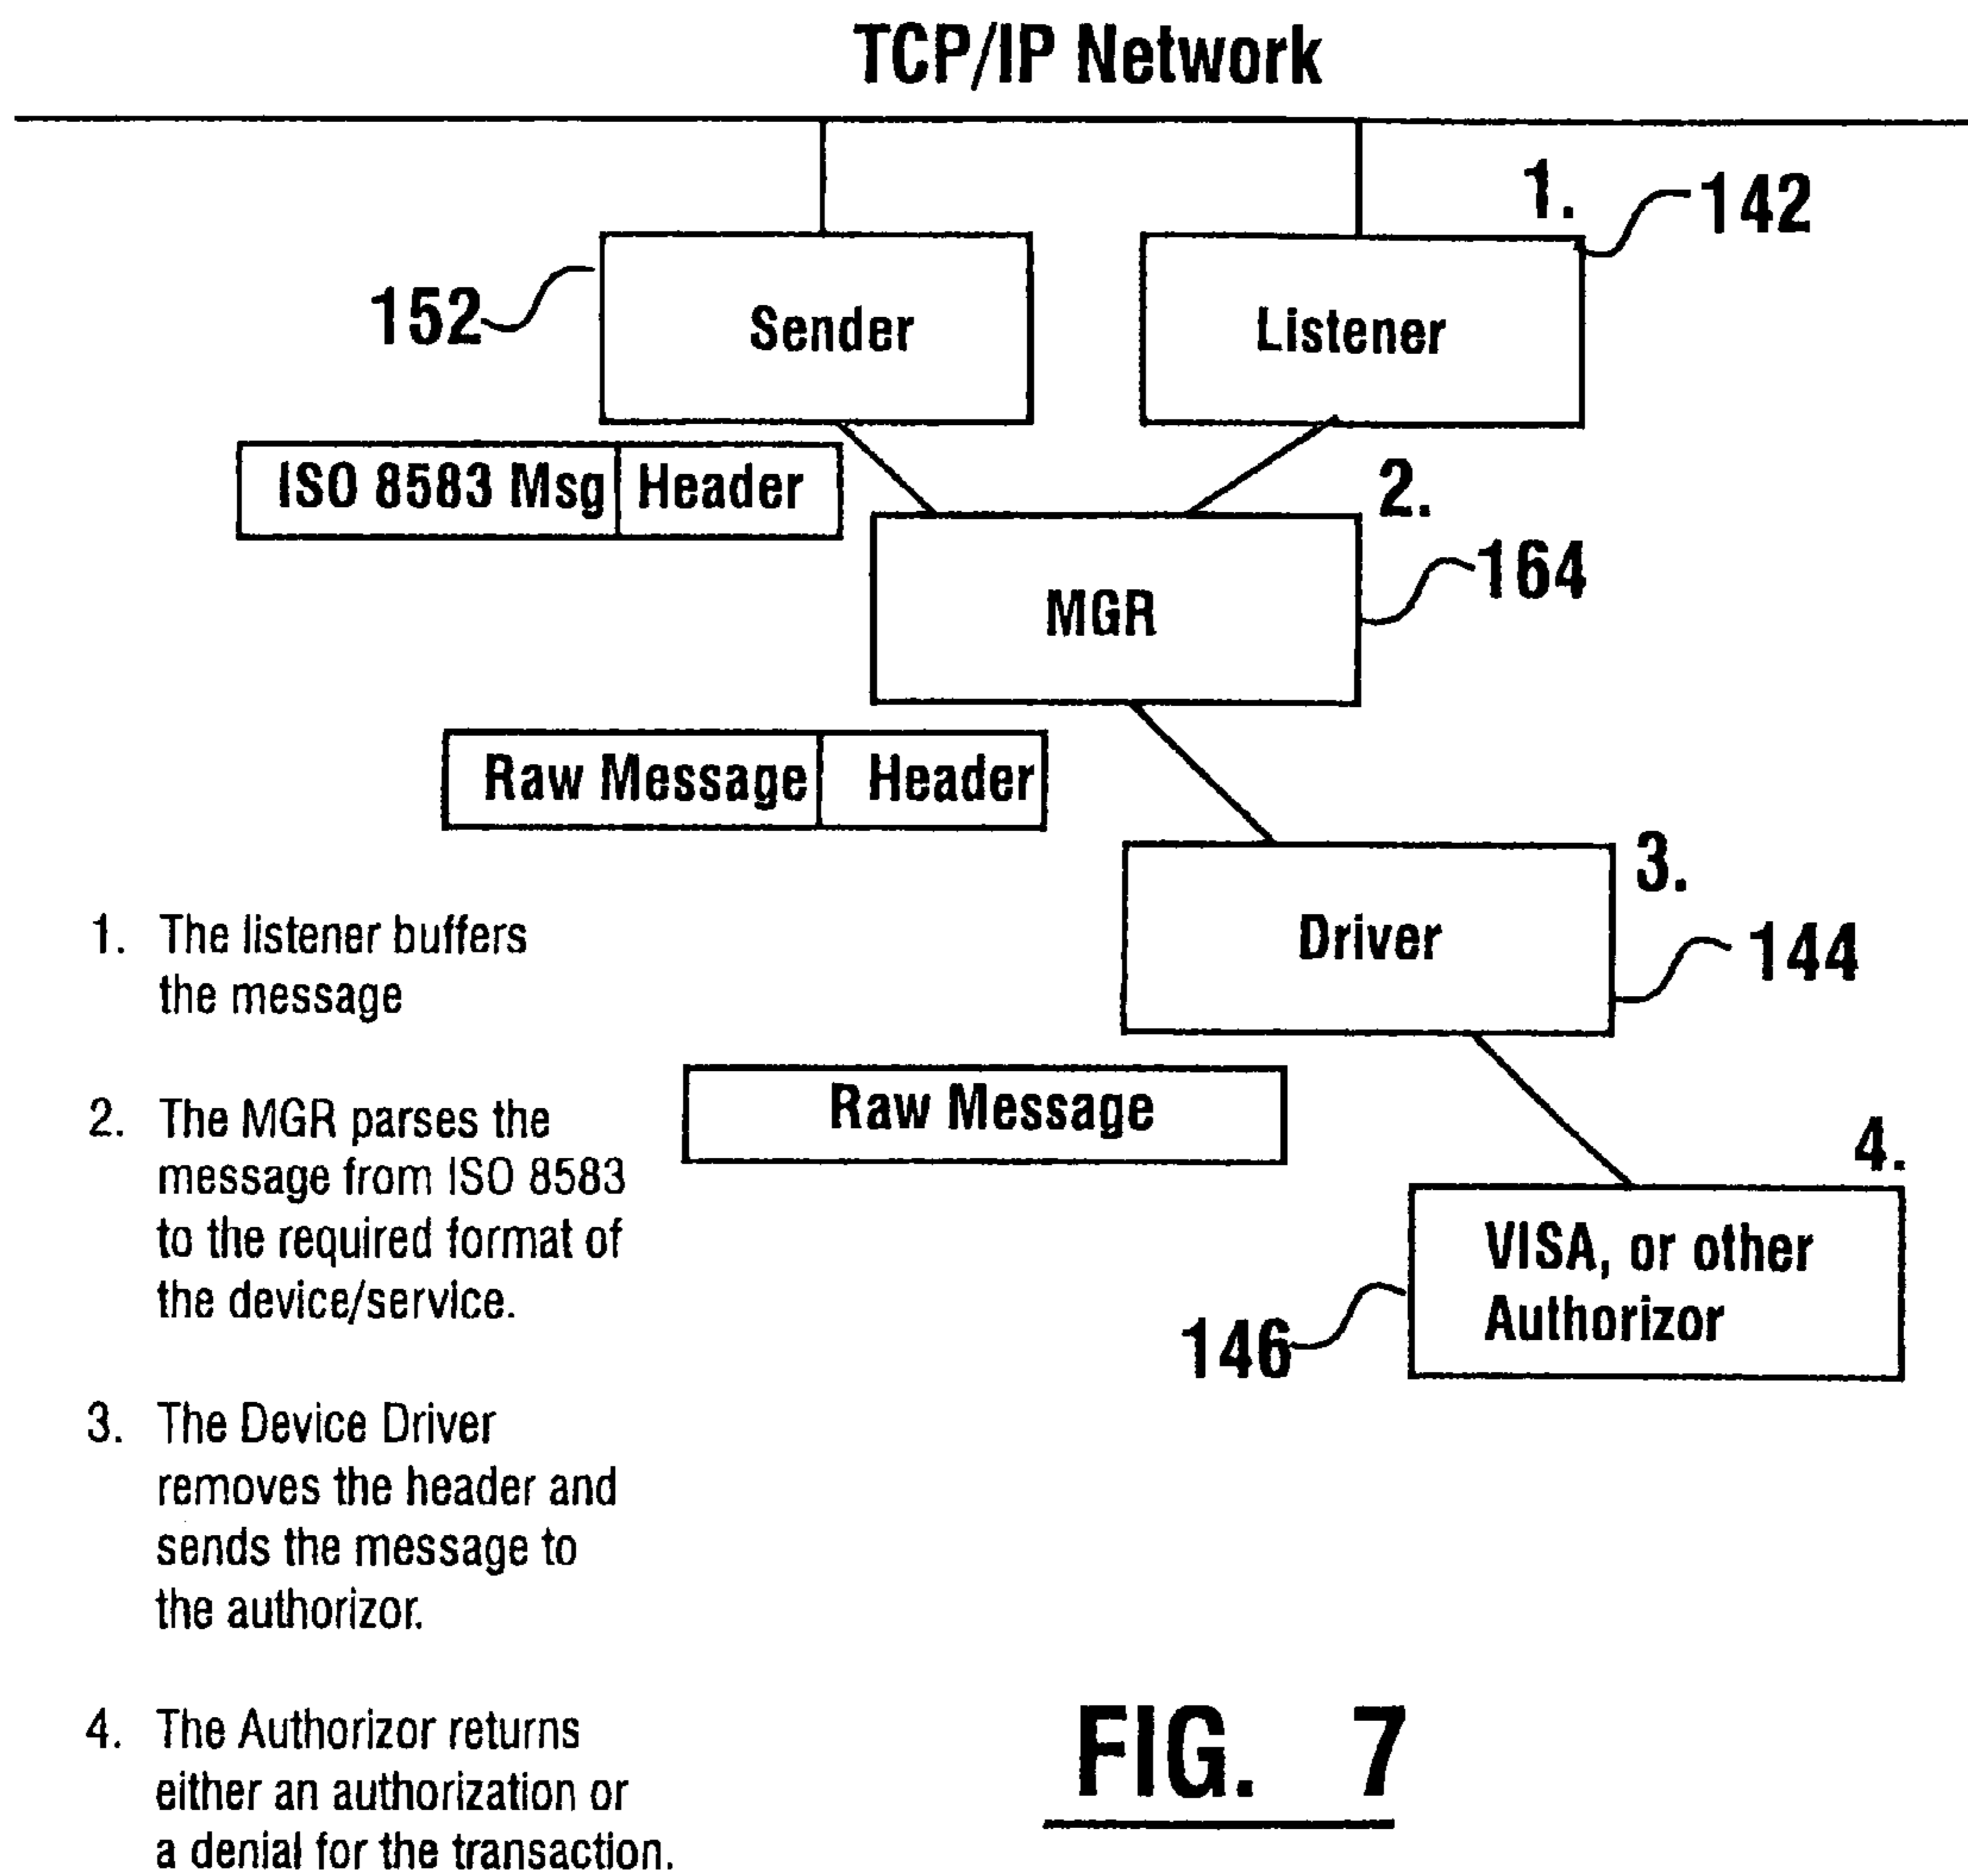 TCP/IP Network
1.
142
152
Sender
Listener
ISO 8583 Msg Header
2.
164
MGR
Raw Message Header
3.
Driver
144
Raw Message
4.
VISA, or other
Authorizor
146
1. The listener buffers
the message
2. The MGR parses the
message from ISO 8583
to the required format of
the device/service.
3. The Device Driver
removes the header and
sends the message to
the authorizor.
4. The Authorizor returns
either an authorization or
a denial for the transaction.
FIG. 7